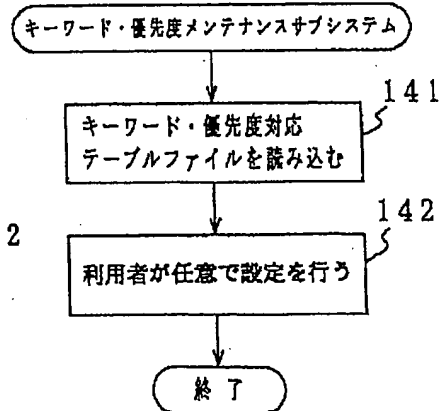 キーワード・優先度メンテナンスサブシステム
141
キーワード・優先度対応
テーブルファイルを読み込む
142
2
利用者が任意で設定を行う
終了